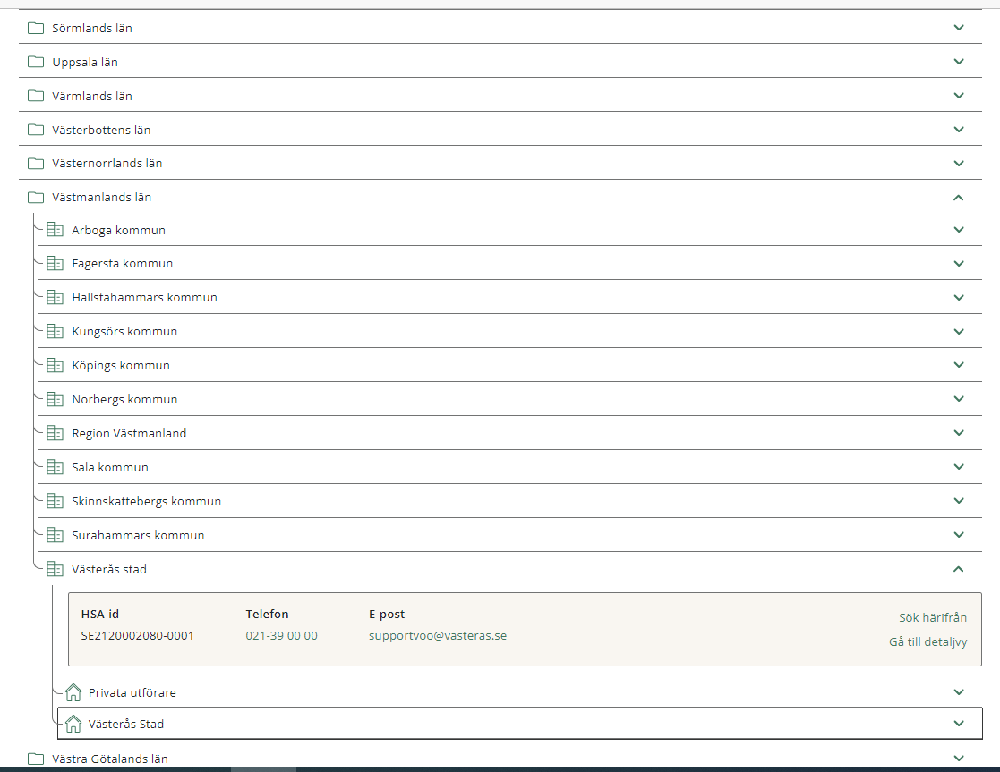 Sörmlands län
Uppsala län
Värmlands län
Västerbottens län
Västernorrlands län
Västmanlands län
Arboga kommun
Fagersta kommun
Hallstahammars kommun
Kungsörs kommun
Köpings kommun
Norbergs kommun
Region Västmanland
Sala kommun
Skinnskattebergs kommun
Surahammars kommun
Västerås stad
HSA-id Telefon E-post
SE2120002080-0001 021-39 00 00 supportvoo@vasteras.se
Sök härifrån
Gå till detaljvy
Privata utförare
Västerås Stad
Västra Götalands län